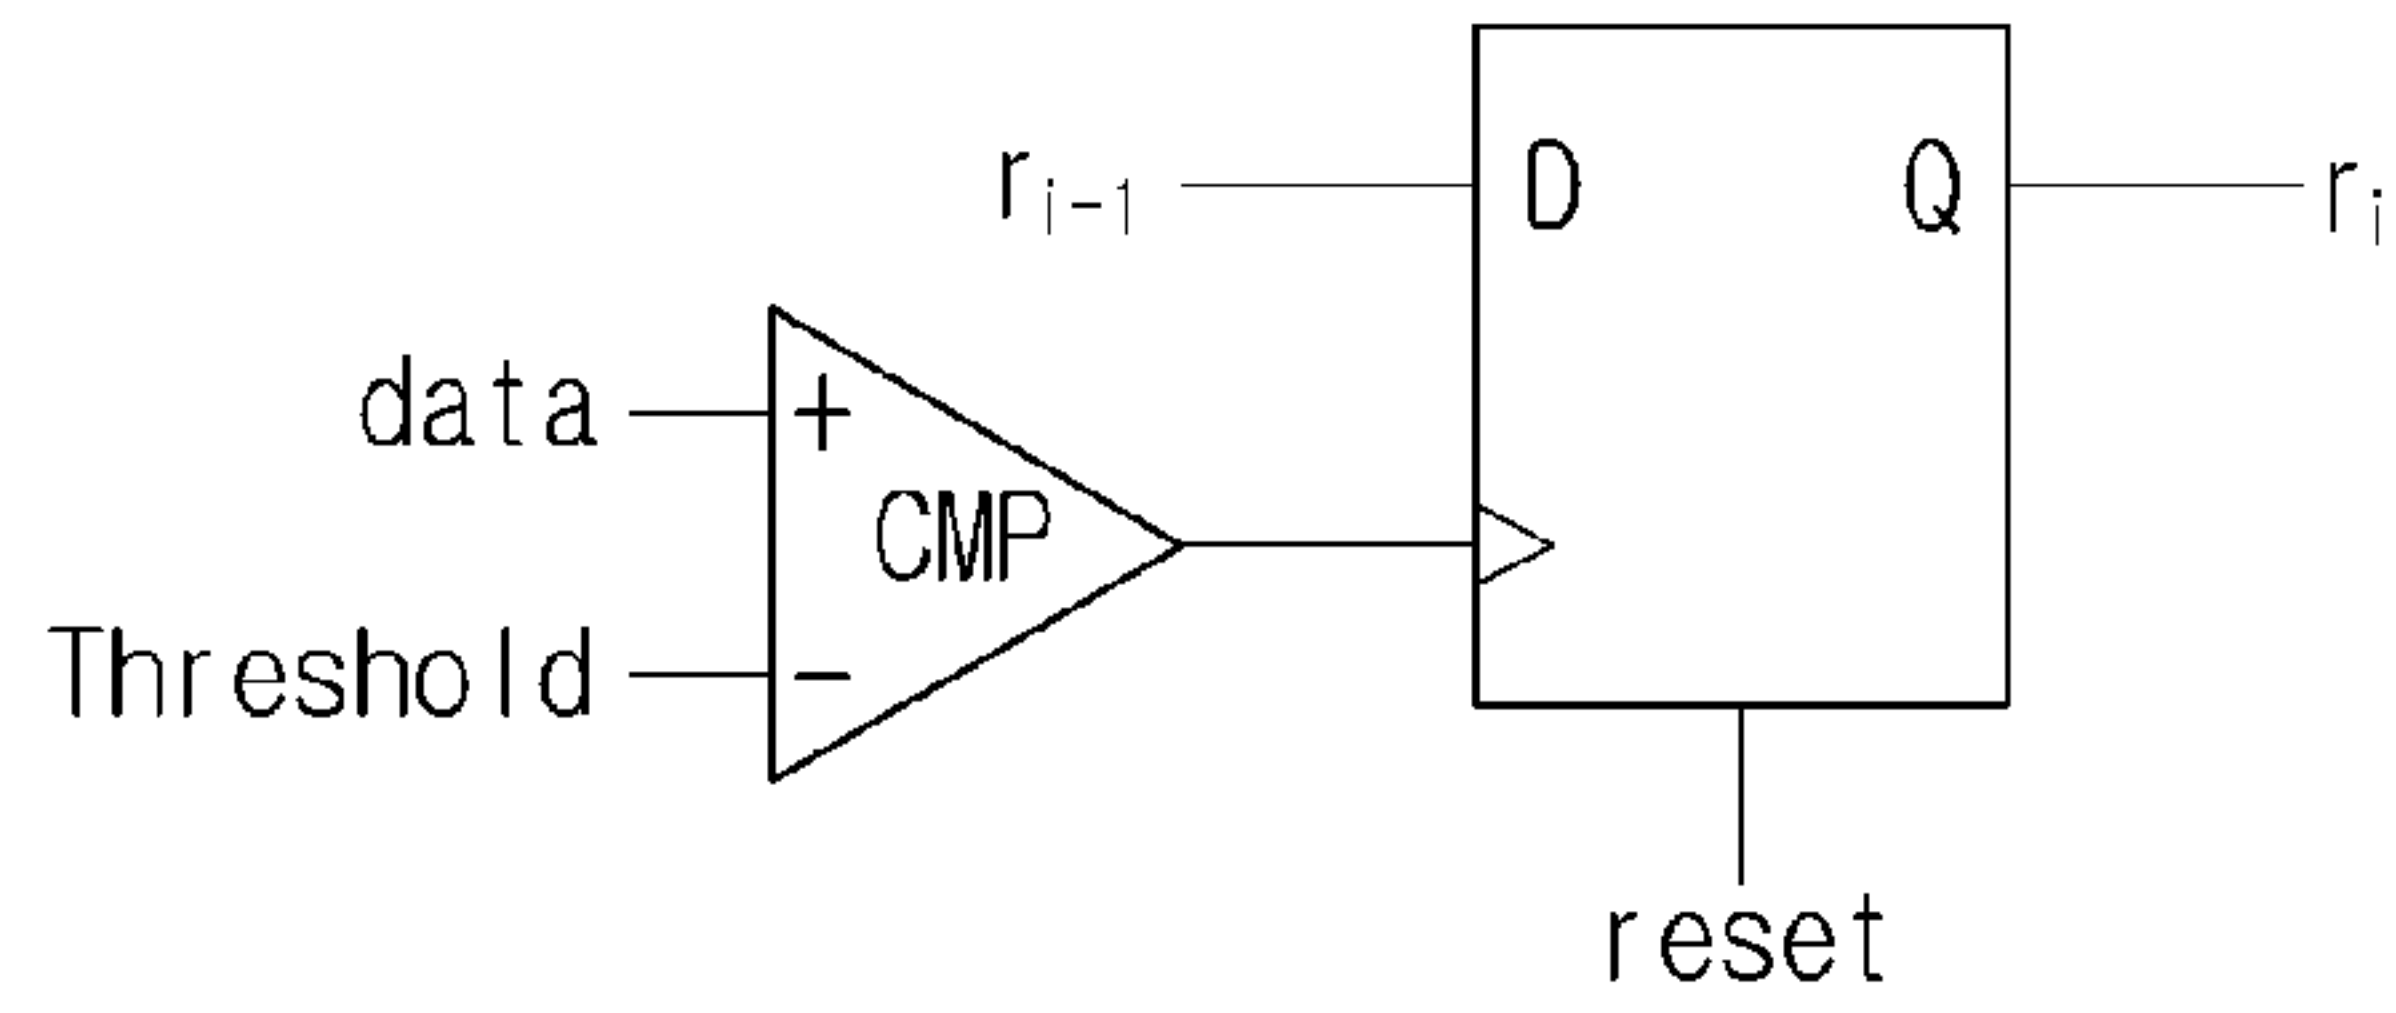 r_{i-1}
D
Q
r_i
data
+
CMP
Threshold
−
reset